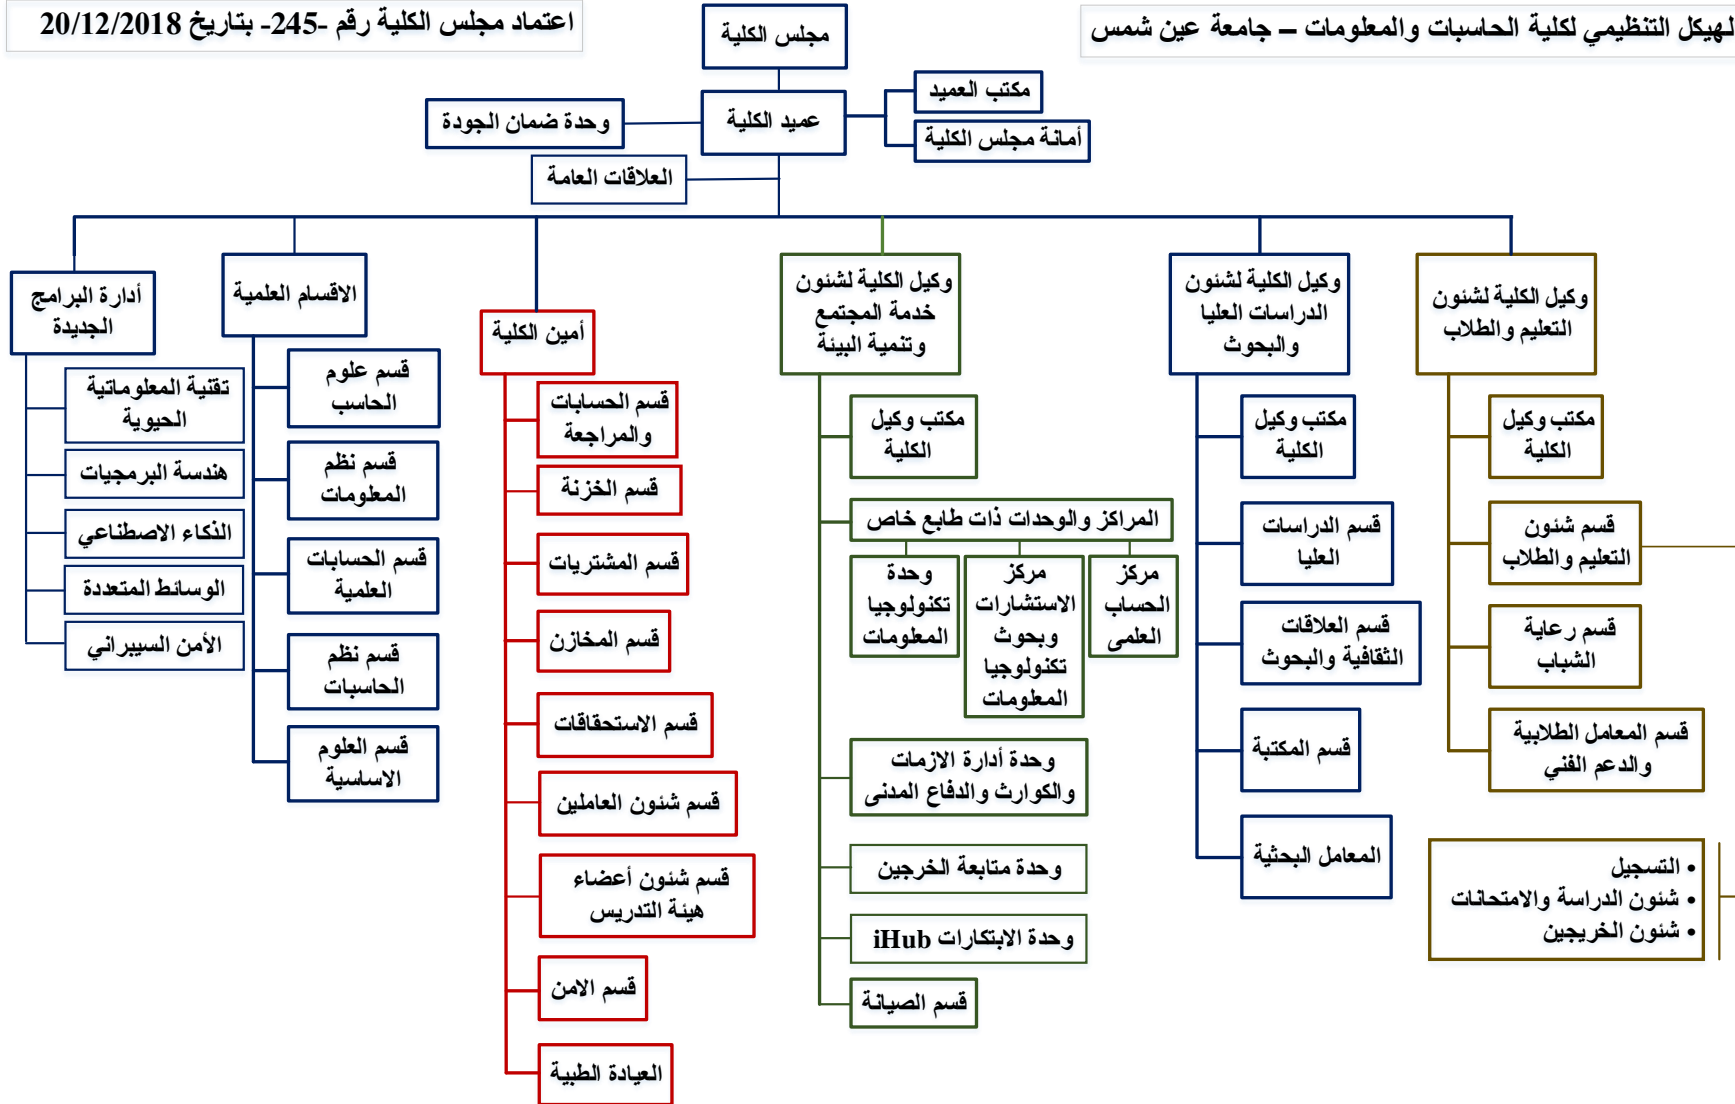 الهيكل التنظيمي لكلية الحاسبات والمعلومات – جامعة عين شمس
اعتماد مجلس الكلية رقم -245- بتاريخ 20/12/2018
مجلس الكلية
عميد الكلية
مكتب العميد
أمانة مجلس الكلية
وحدة ضمان الجودة
العلاقات العامة
وكيل الكلية لشئون
التعليم والطلاب
مكتب وكيل
الكلية
قسم شئون
التعليم والطلاب
قسم رعاية
الشباب
قسم المعامل الطلابية
والدعم الفني
• التسجيل
• شئون الدراسة والامتحانات
• شئون الخريجين
وكيل الكلية لشئون
الدراسات العليا
والبحوث
مكتب وكيل
الكلية
قسم الدراسات
العليا
قسم العلاقات
الثقافية والبحوث
قسم المكتبة
المعامل البحثية
وكيل الكلية لشئون
خدمة المجتمع
وتنمية البيئة
مكتب وكيل
الكلية
المراكز والوحدات ذات طابع خاص
مركز
الحساب
العلمى
مركز
الاستشارات
وبحوث
تكنولوجيا
المعلومات
وحدة
تكنولوجيا
المعلومات
وحدة أدارة الازمات
والكوارث والدفاع المدنى
وحدة متابعة الخرجين
وحدة الابتكارات iHub
قسم الصيانة
أمين الكلية
قسم الحسابات
والمراجعة
قسم الخزنة
قسم المشتريات
قسم المخازن
قسم الاستحقاقات
قسم شئون العاملين
قسم شئون أعضاء
هيئة التدريس
قسم الامن
العيادة الطبية
الاقسام العلمية
قسم علوم
الحاسب
قسم نظم
المعلومات
قسم الحسابات
العلمية
قسم نظم
الحاسبات
قسم العلوم
الاساسية
أدارة البرامج
الجديدة
تقنية المعلوماتية
الحيوية
هندسة البرمجيات
الذكاء الاصطناعي
الوسائط المتعددة
الأمن السيبراني